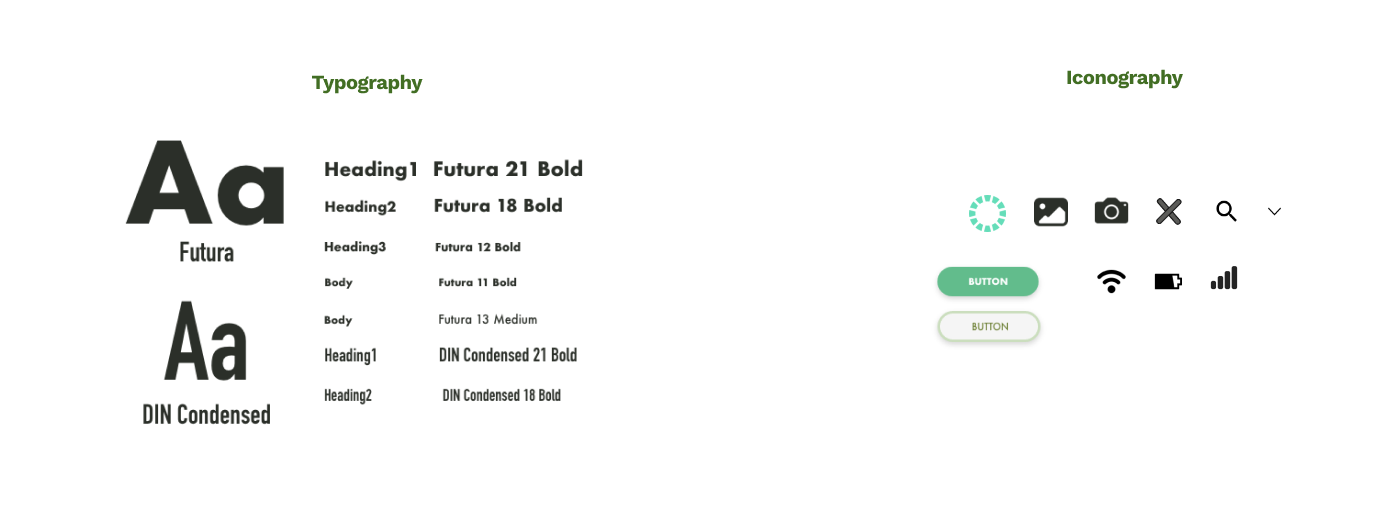 Typography
Iconography
Aa
Futura
Aa
DIN Condensed
Heading1 Futura 21 Bold
Heading2 Futura 18 Bold
Heading3 Futura 12 Bold
Body Futura 11 Bold
Body Futura 13 Medium
Heading1 DIN Condensed 21 Bold
Heading2 DIN Condensed 18 Bold
BUTTON
BUTTON